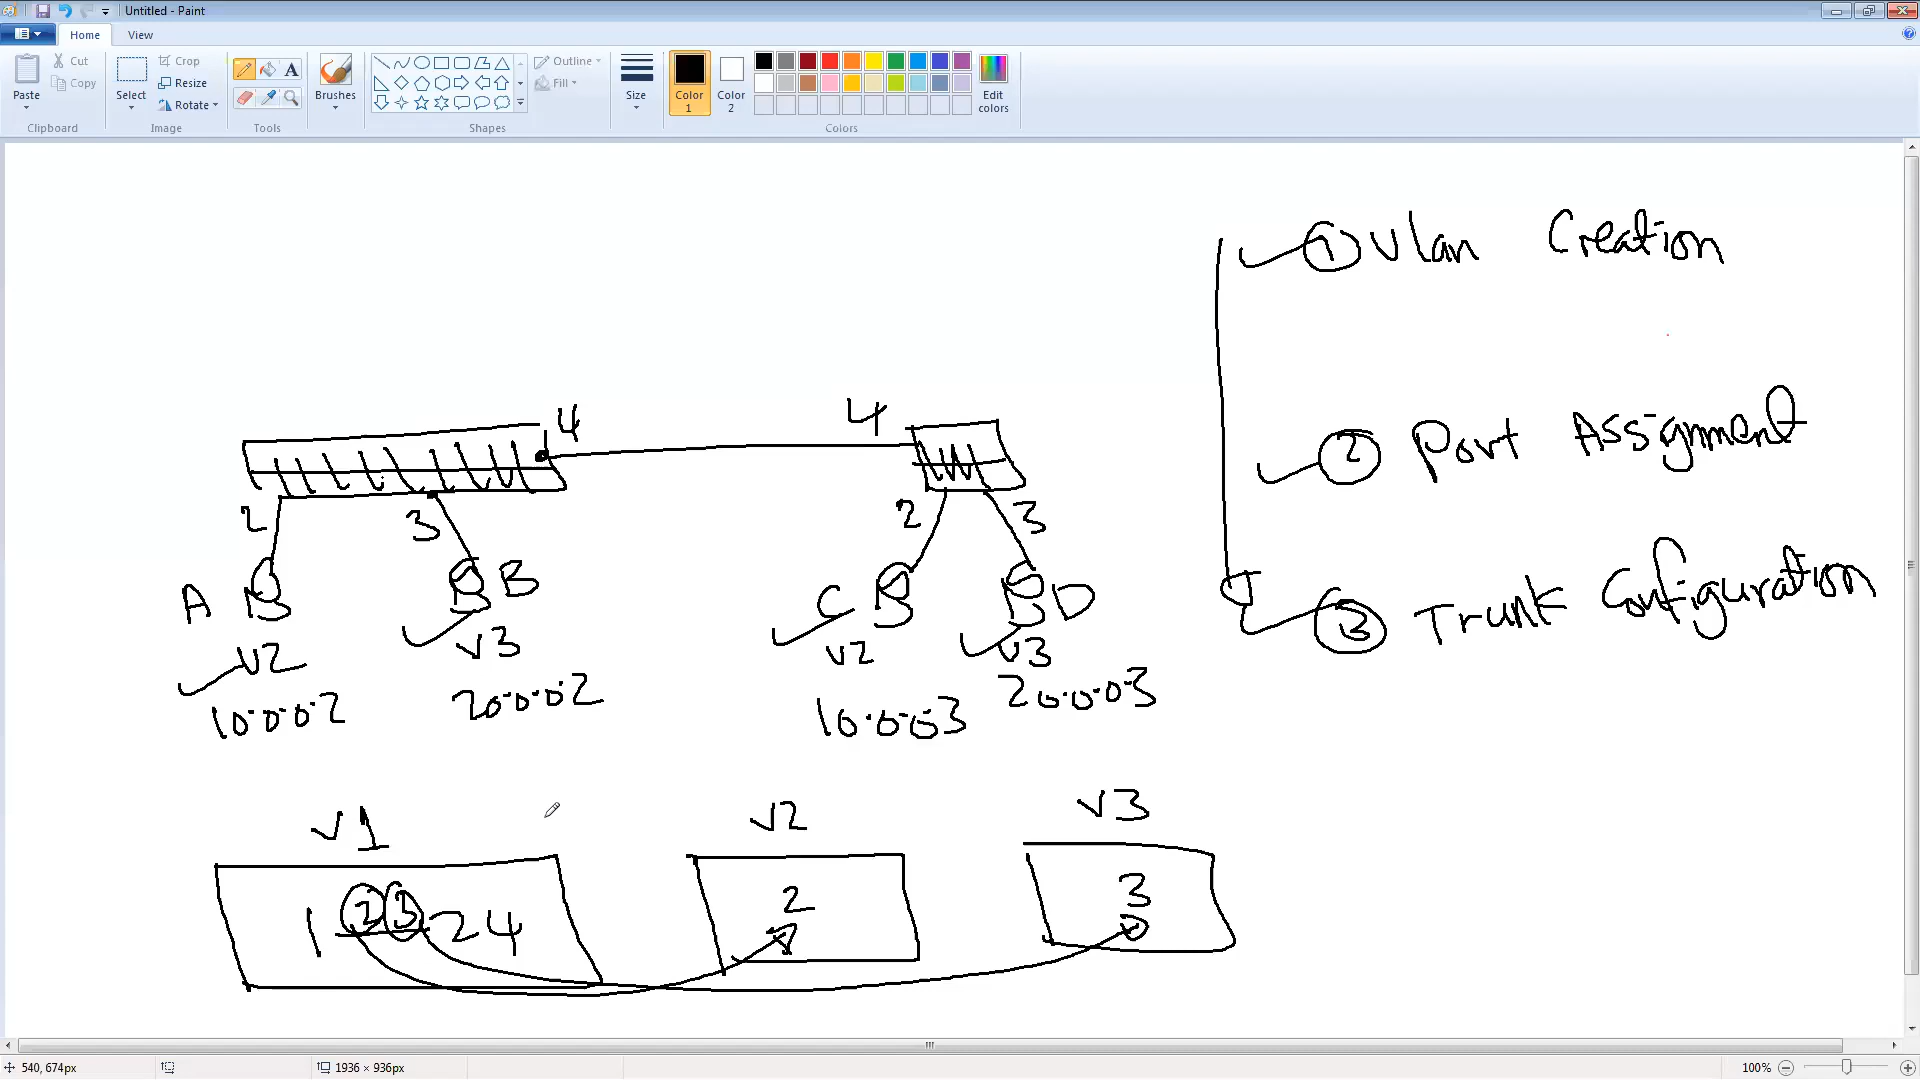 Untitled - Paint
Home View
Paste
Cut
Copy
Clipboard
Select
Crop
Resize
Rotate
Image
A
Tools
Brushes
Outline
Fill
Shapes
Size
Color 1
Color 2
Edit colors
Colors
① Vlan Creation
② Port Assignment
③ Trunk Configuration
4 4
2 3 2 3
A B C D
V2 V3 V2 V3
10.0.0.2 20.0.0.2 10.0.0.3 20.0.0.3
V1 V2 V3
1 ② ③ 24 2 3
540, 674px
1936 × 936px
100%